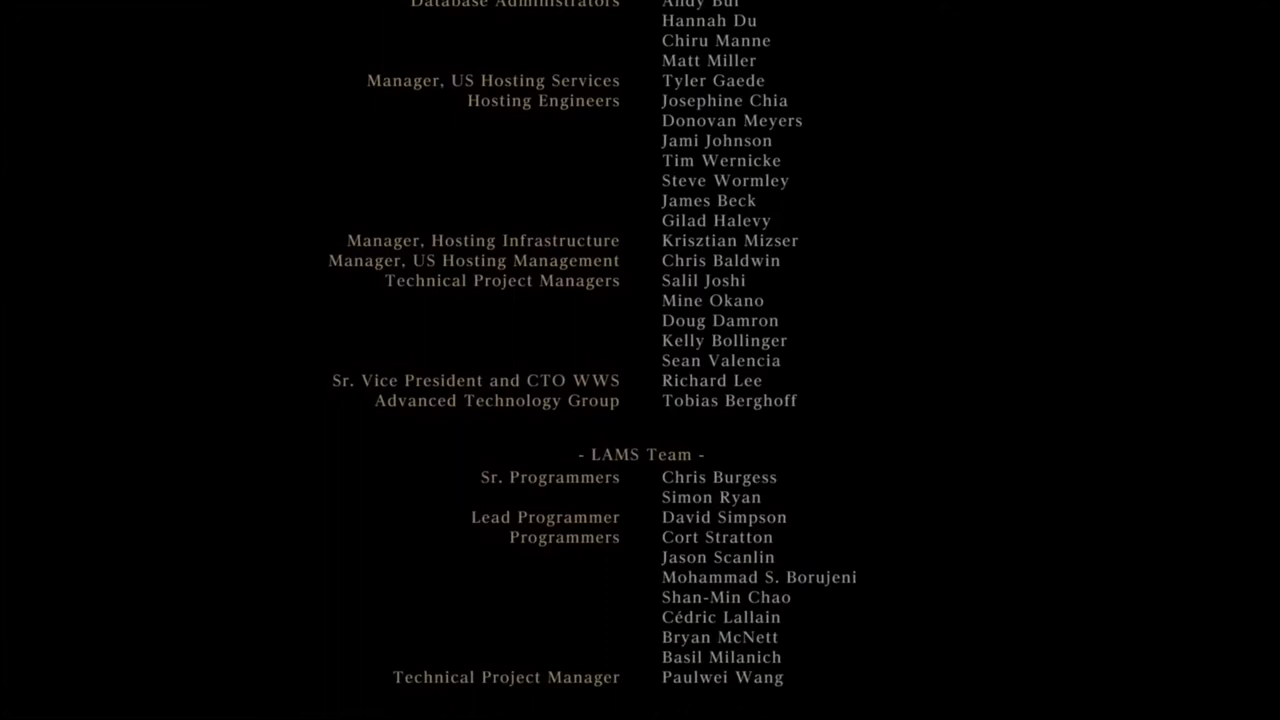 Database Administrators Andy Bui
Hannah Du
Chiru Manne
Matt Miller
Manager, US Hosting Services Tyler Gaede
Hosting Engineers Josephine Chia
Donovan Meyers
Jami Johnson
Tim Wernicke
Steve Wormley
James Beck
Gilad Halevy
Manager, Hosting Infrastructure Krisztian Mizser
Manager, US Hosting Management Chris Baldwin
Technical Project Managers Salil Joshi
Mine Okano
Doug Damron
Kelly Bollinger
Sean Valencia
Sr. Vice President and CTO WWS Richard Lee
Advanced Technology Group Tobias Berghoff
- LAMS Team -
Sr. Programmers Chris Burgess
Simon Ryan
Lead Programmer David Simpson
Programmers Cort Stratton
Jason Scanlin
Mohammad S. Borujeni
Shan-Min Chao
Cédric Lallain
Bryan McNett
Basil Milanich
Technical Project Manager Paulwei Wang